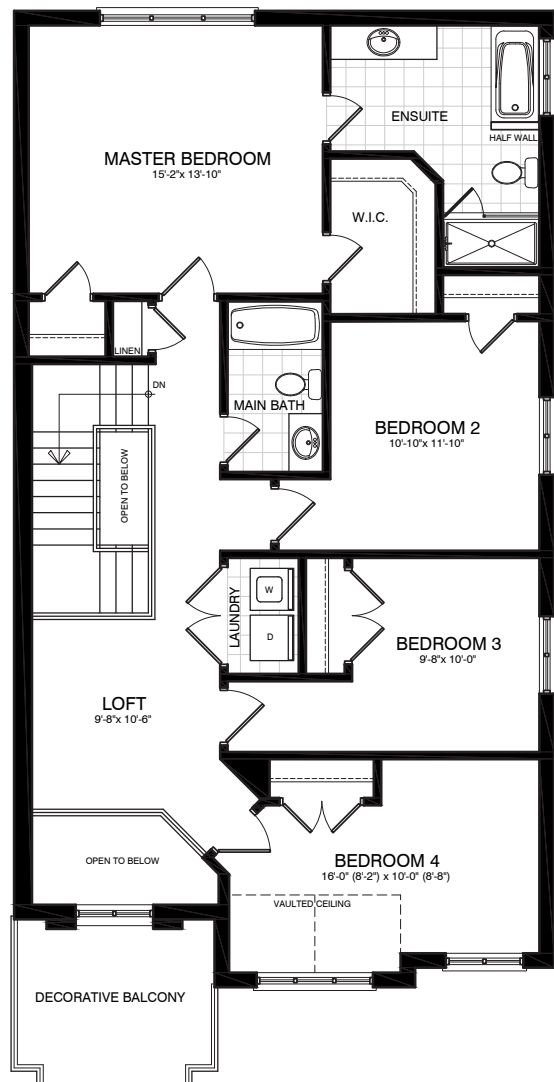 ENSUITE
HALF WALL
MASTER BEDROOM
15'-2"x 13'-10"
W.I.C.
LINEN
DN
MAIN BATH
BEDROOM 2
10'-10"x 11'-10"
OPEN TO BELOW
W
LAUNDRY
D
BEDROOM 3
9'-8"x 10'-0"
LOFT
9'-8"x 10'-6"
OPEN TO BELOW
BEDROOM 4
16'-0" (8'-2") x 10'-0" (8'-8")
VAULTED CEILING
DECORATIVE BALCONY